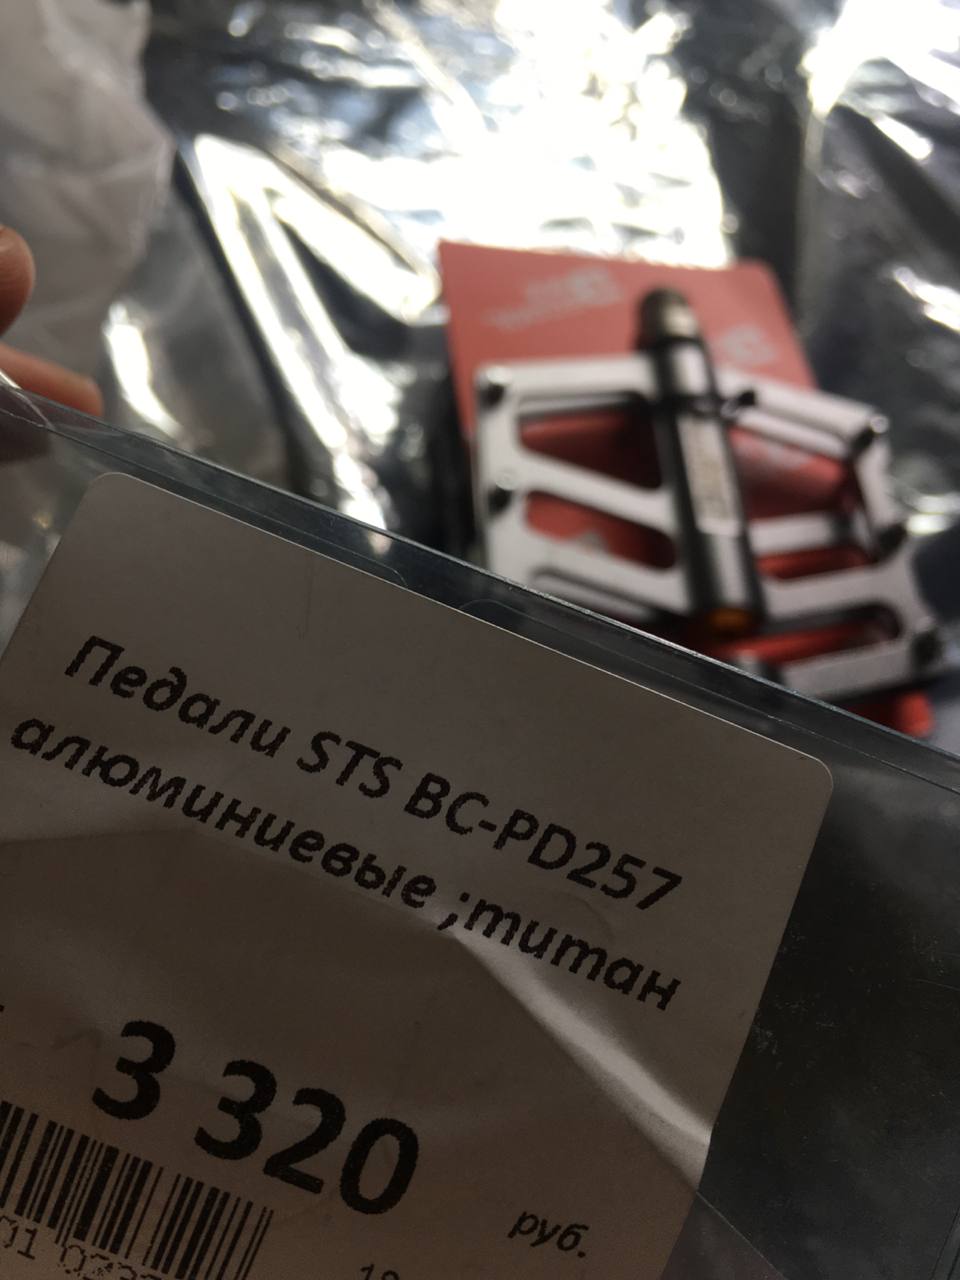 Педали STS BC-PD257
алюминиевые ;титан
3 320
руб.